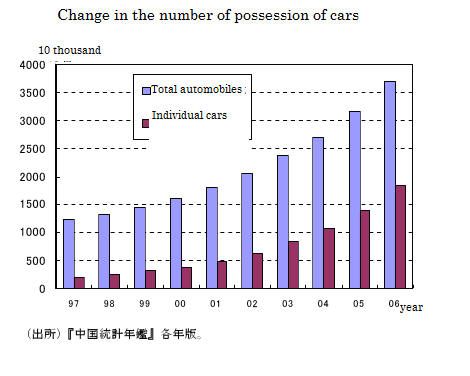 Change in the number of possession of cars
10 thousand
4000
3500
3000
2500
2000
1500
1000
500
0
Total automobiles
Individual cars
97 98 99 00 01 02 03 04 05 06 year
（出所）『中国統計年鑑』各年版。